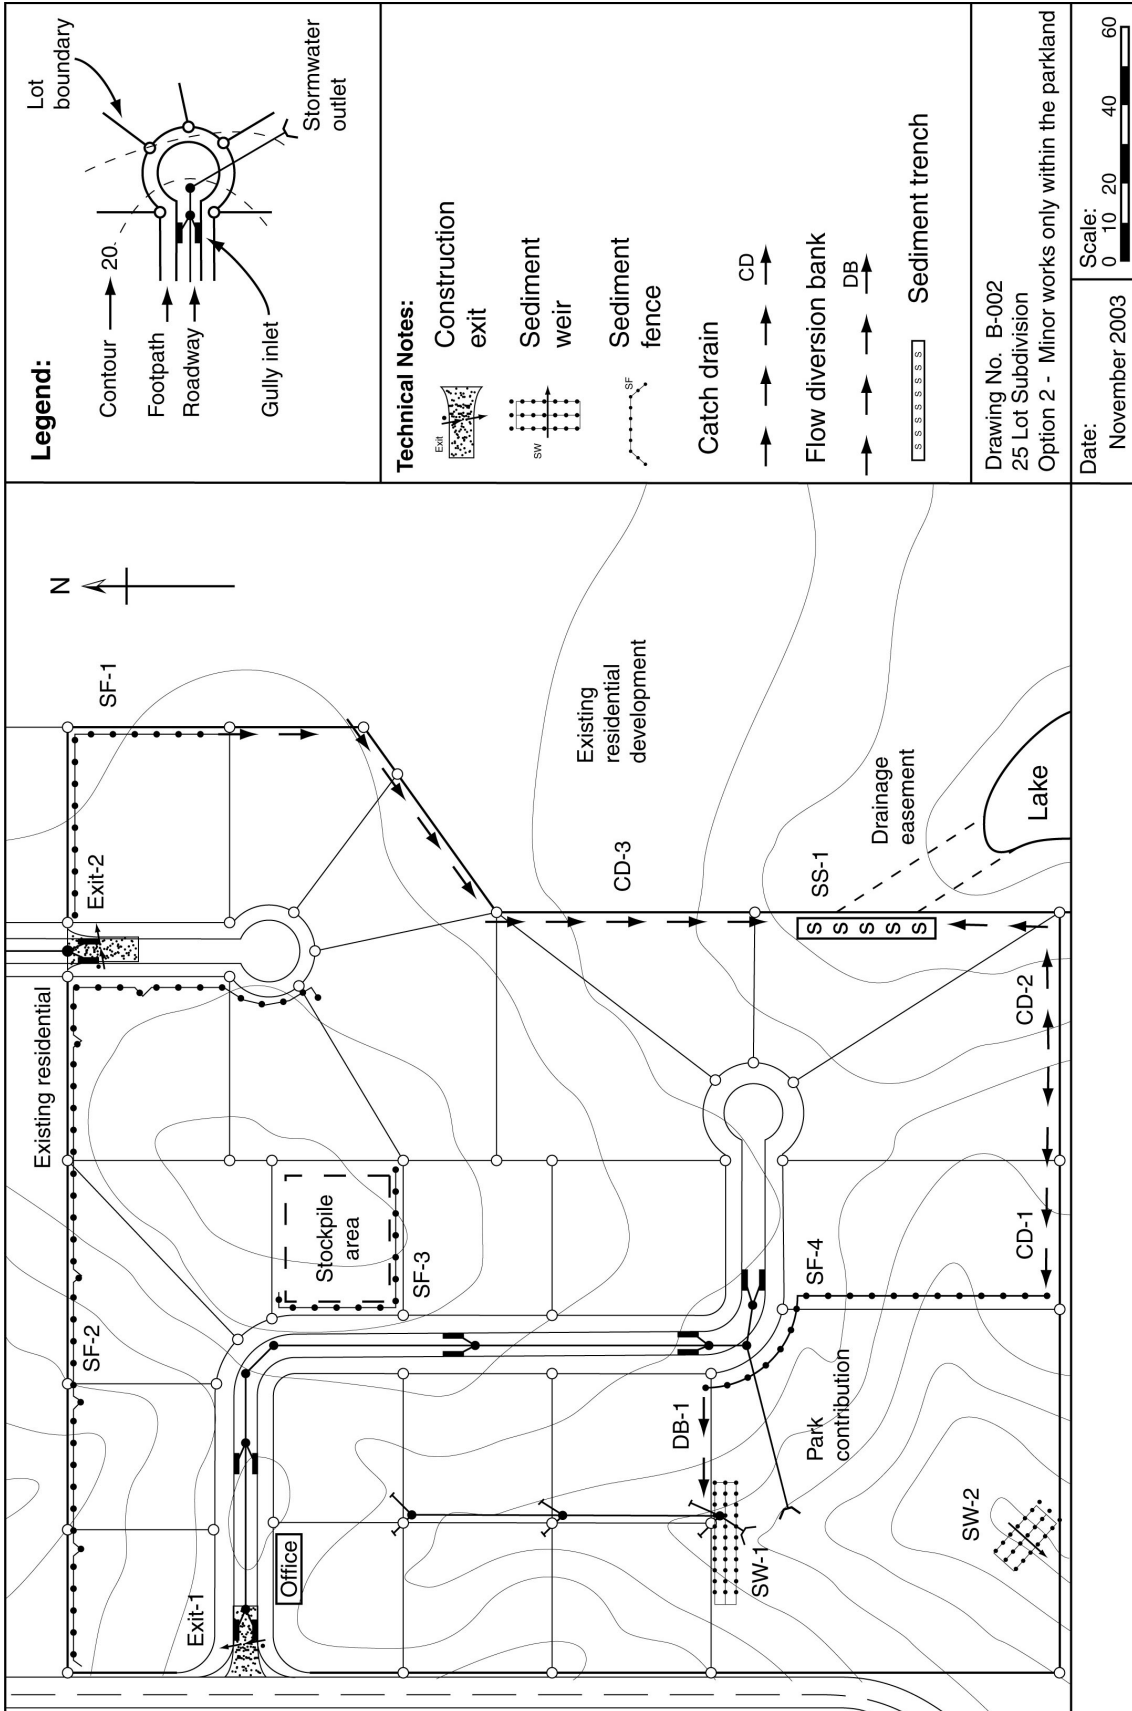 Legend:
Lot
boundary
Contour
20
Footpath
Roadway
Gully inlet
Stormwater
outlet
Technical Notes:
Exit
Construction
exit
SW
Sediment
weir
SF
Sediment
fence
Catch drain
CD
Flow diversion bank
DB
S S S S S S S S
Sediment trench
Drawing No. B-002
25 Lot Subdivision
Option 2 - Minor works only within the parkland
Date:
November 2003
Scale:
0 10 20 40 60
N
SF-1
Exit-2
Existing residential
SF-2
Stockpile
area
SF-3
Exit-1
Office
Existing
residential
development
CD-3
SS-1
S S S S S
Drainage
easement
Lake
CD-2
CD-1
SF-4
DB-1
Park
contribution
SW-1
SW-2